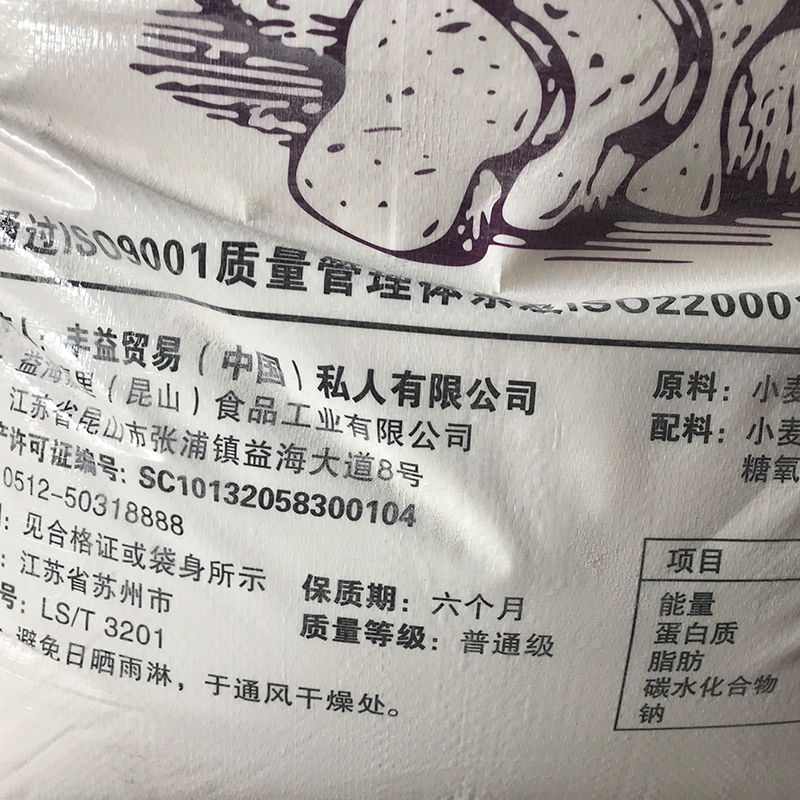 通过ISO9001质量管理体系及ISO22000
丰益贸易（中国）私人有限公司
益海嘉里（昆山）食品工业有限公司
江苏省昆山市张浦镇益海大道8号
产许可证编号: SC10132058300104
0512-50318888
见合格证或袋身所示
江苏省苏州市
号: LS/T 3201
避免日晒雨淋，于通风干燥处。
保质期: 六个月
质量等级: 普通级
原料: 小麦
配料: 小麦
糖氧
项目
能量
蛋白质
脂肪
碳水化合物
钠